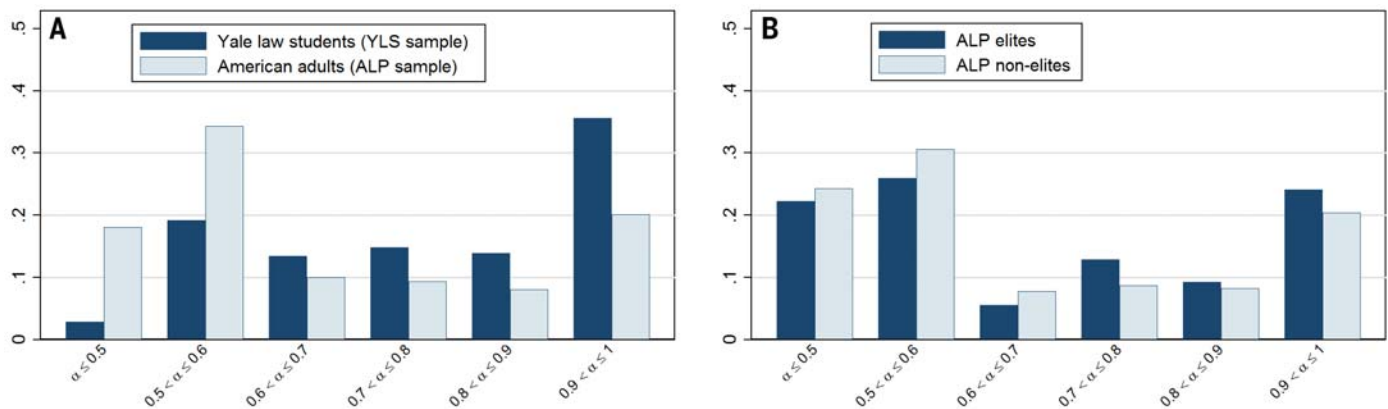 A
Yale law students (YLS sample)
American adults (ALP sample)
.5
.4
.3
.2
.1
0
α ≤ 0.5
0.5 < α ≤ 0.6
0.6 < α ≤ 0.7
0.7 < α ≤ 0.8
0.8 < α ≤ 0.9
0.9 < α ≤ 1
B
ALP elites
ALP non-elites
.5
.4
.3
.2
.1
0
α ≤ 0.5
0.5 < α ≤ 0.6
0.6 < α ≤ 0.7
0.7 < α ≤ 0.8
0.8 < α ≤ 0.9
0.9 < α ≤ 1